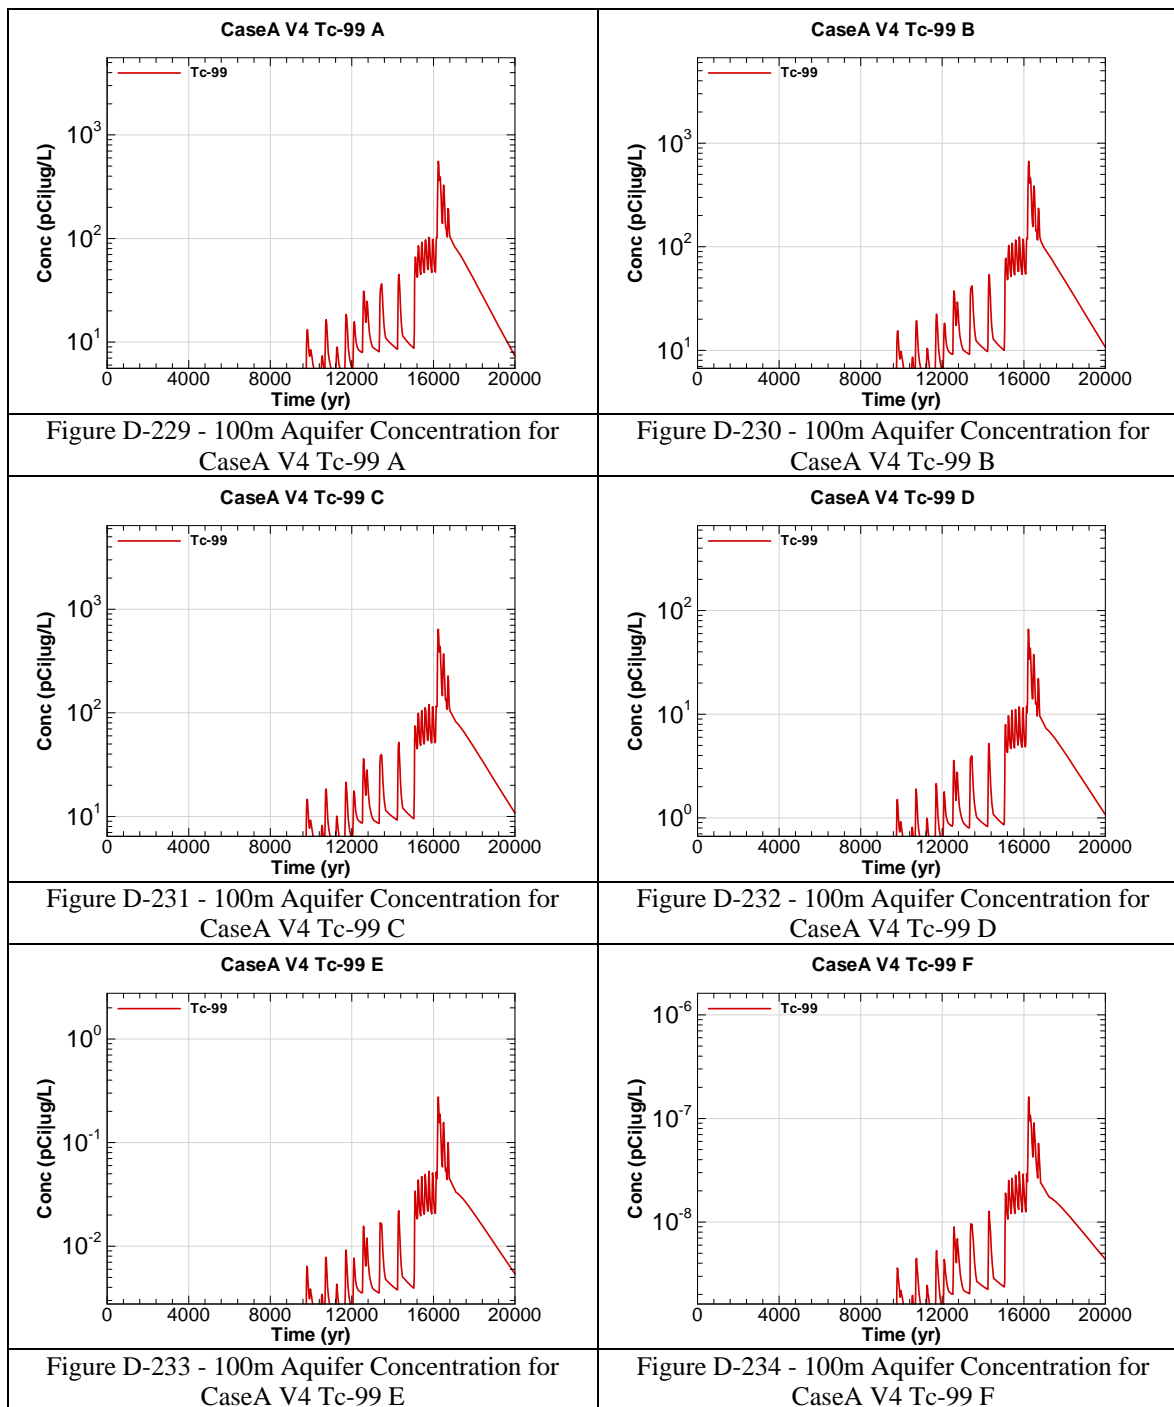 CaseA V4 Tc-99 A
Tc-99
Conc (pCi|ug/L)
10^3
10^2
10^1
0 4000 8000 12000 16000 20000
Time (yr)
Figure D-229 - 100m Aquifer Concentration for
CaseA V4 Tc-99 A
CaseA V4 Tc-99 B
Tc-99
Conc (pCi|ug/L)
10^3
10^2
10^1
0 4000 8000 12000 16000 20000
Time (yr)
Figure D-230 - 100m Aquifer Concentration for
CaseA V4 Tc-99 B
CaseA V4 Tc-99 C
Tc-99
Conc (pCi|ug/L)
10^3
10^2
10^1
0 4000 8000 12000 16000 20000
Time (yr)
Figure D-231 - 100m Aquifer Concentration for
CaseA V4 Tc-99 C
CaseA V4 Tc-99 D
Tc-99
Conc (pCi|ug/L)
10^2
10^1
10^0
0 4000 8000 12000 16000 20000
Time (yr)
Figure D-232 - 100m Aquifer Concentration for
CaseA V4 Tc-99 D
CaseA V4 Tc-99 E
Tc-99
Conc (pCi|ug/L)
10^0
10^-1
10^-2
0 4000 8000 12000 16000 20000
Time (yr)
Figure D-233 - 100m Aquifer Concentration for
CaseA V4 Tc-99 E
CaseA V4 Tc-99 F
Tc-99
Conc (pCi|ug/L)
10^-6
10^-7
10^-8
0 4000 8000 12000 16000 20000
Time (yr)
Figure D-234 - 100m Aquifer Concentration for
CaseA V4 Tc-99 F